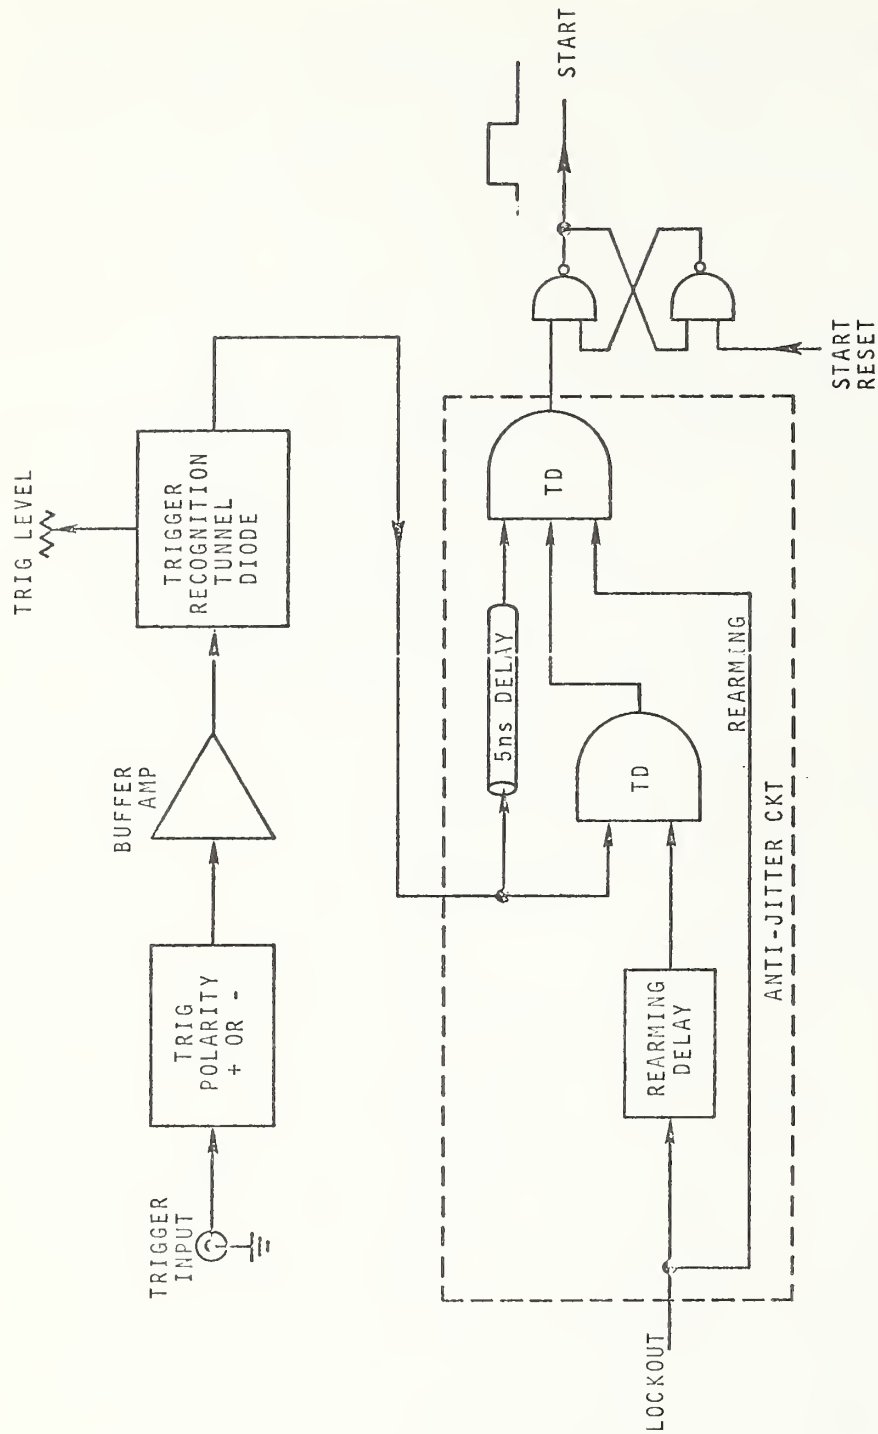 TRIG LEVEL
TRIGGER
INPUT
TRIG
POLARITY
+ OR -
BUFFER
AMP
TRIGGER
RECOGNITION
TUNNEL
DIODE
LOCKOUT
REARMING
DELAY
5ns DELAY
TD
TD
REARMING
ANTI-JITTER CKT
START
START
RESET